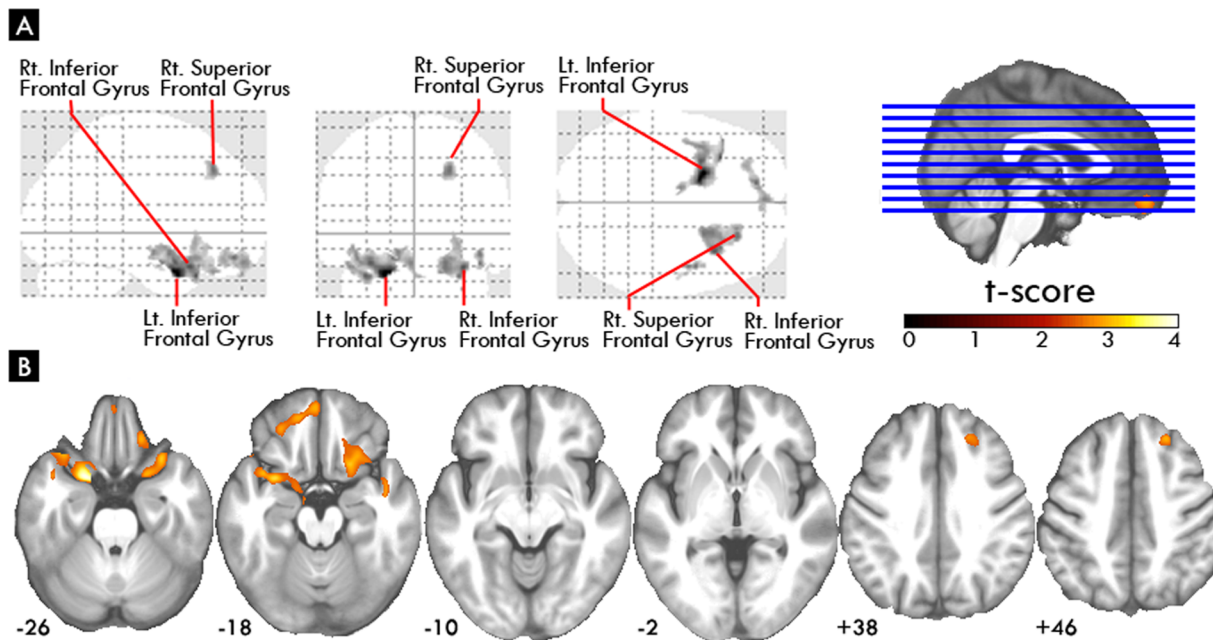 A
Rt. Inferior
Frontal Gyrus
Rt. Superior
Frontal Gyrus
Rt. Superior
Frontal Gyrus
Lt. Inferior
Frontal Gyrus
Lt. Inferior
Frontal Gyrus
Lt. Inferior
Frontal Gyrus
Rt. Inferior
Frontal Gyrus
Rt. Superior
Frontal Gyrus
Rt. Inferior
Frontal Gyrus
t-score
0 1 2 3 4
B
-26 -18 -10 -2 +38 +46